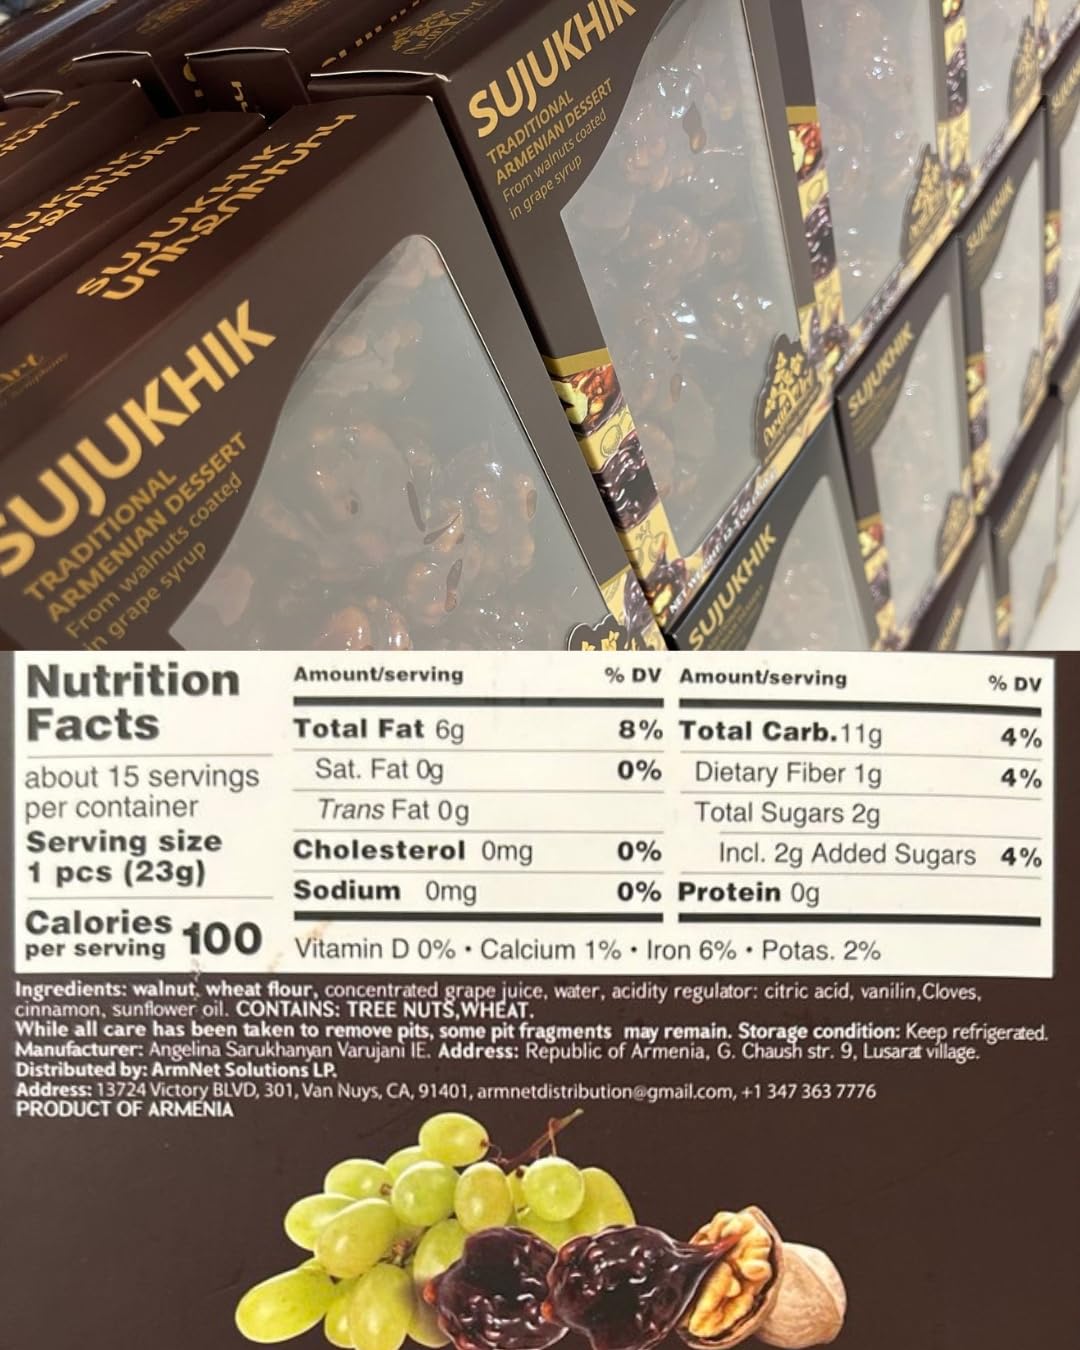 SUJUKHIK
TRADITIONAL
ARMENIAN DESSERT
From walnuts coated
in grape syrup
SUJUKHIK
SUJUKHIK
TRADITIONAL
ARMENIAN DESSERT
From walnuts coated
in grape syrup
SUJUKHIK
SUJUKHIK
SUJUKHIK
Nutrition
Facts
about 15 servings
per container
Serving size
1 pcs (23g)
Calories
per serving 100
Amount/serving % DV
Total Fat 6g 8%
Sat. Fat 0g 0%
Trans Fat 0g
Cholesterol 0mg 0%
Sodium 0mg 0%
Amount/serving % DV
Total Carb.11g 4%
Dietary Fiber 1g 4%
Total Sugars 2g
Incl. 2g Added Sugars 4%
Protein 0g
Vitamin D 0% • Calcium 1% • Iron 6% • Potas. 2%
Ingredients: walnut, wheat flour, concentrated grape juice, water, acidity regulator: citric acid, vanilin,Cloves,
cinnamon, sunflower oil. CONTAINS: TREE NUTS,WHEAT.
While all care has been taken to remove pits, some pit fragments may remain. Storage condition: Keep refrigerated.
Manufacturer: Angelina Sarukhanyan Varujani IE. Address: Republic of Armenia, G. Chaush str. 9, Lusarat village.
Distributed by: ArmNet Solutions LP.
Address: 13724 Victory BLVD, 301, Van Nuys, CA, 91401, armnetdistribution@gmail.com, +1 347 363 7776
PRODUCT OF ARMENIA